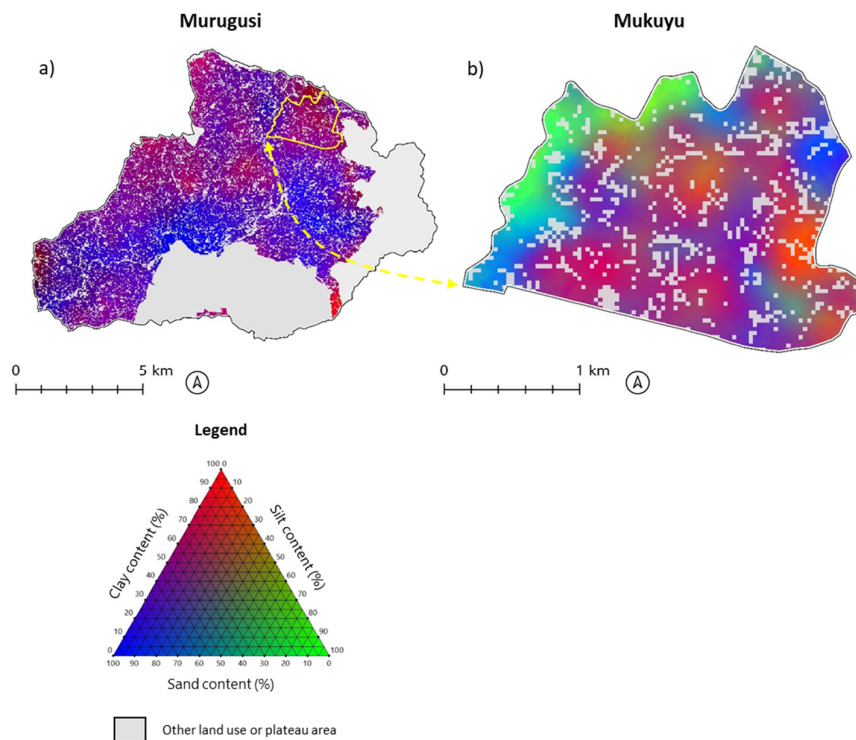 Murugusi
Mukuyu
a)
b)
0
5 km
0
1 km
Legend
100 0
90 10
80 20
70 30
60 40
50 50
40 60
30 70
20 80
10 90
0 100
100 90 80 70 60 50 40 30 20 10 0
Clay content (%)
Silt content (%)
Sand content (%)
Other land use or plateau area